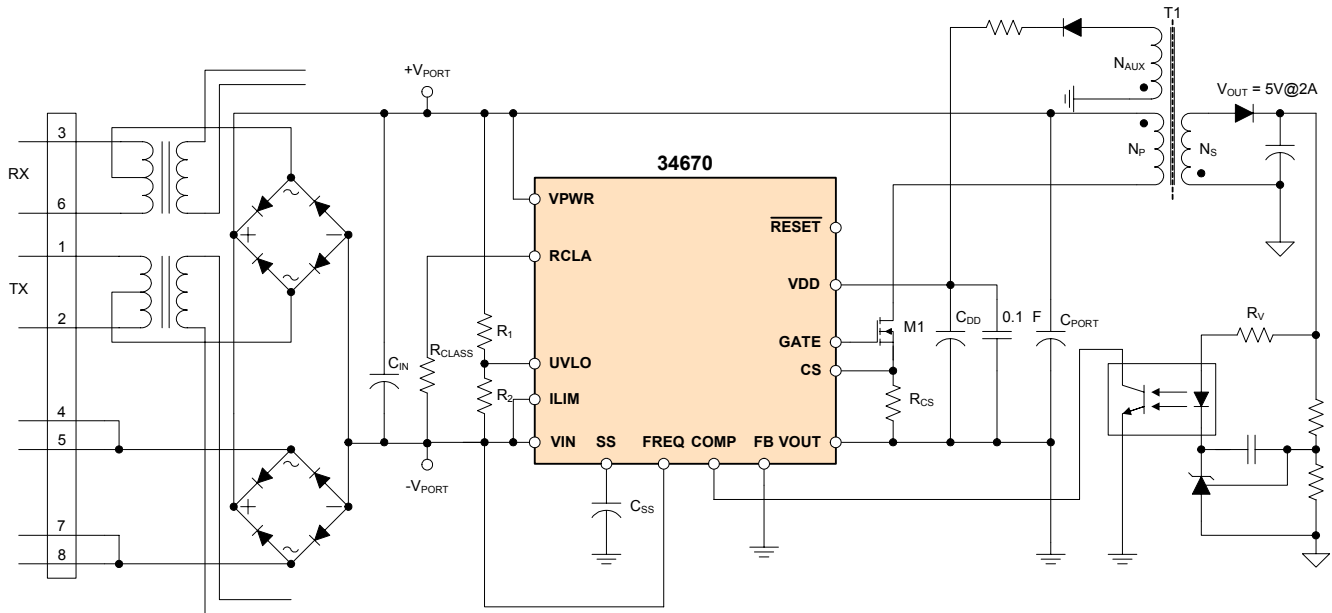 T1
NAUX
VOUT = 5V@2A
+VPORT
3
RX
6
NP
NS
34670
VPWR
RESET
1
RCLA
TX
VDD
2
R1
CDD
0.1 F
CPORT
M1
RV
GATE
CIN
RCLASS
UVLO
CS
R2
RCS
ILIM
4
5
VIN
SS
FREQ
COMP
FB
VOUT
-VPORT
CSS
7
8